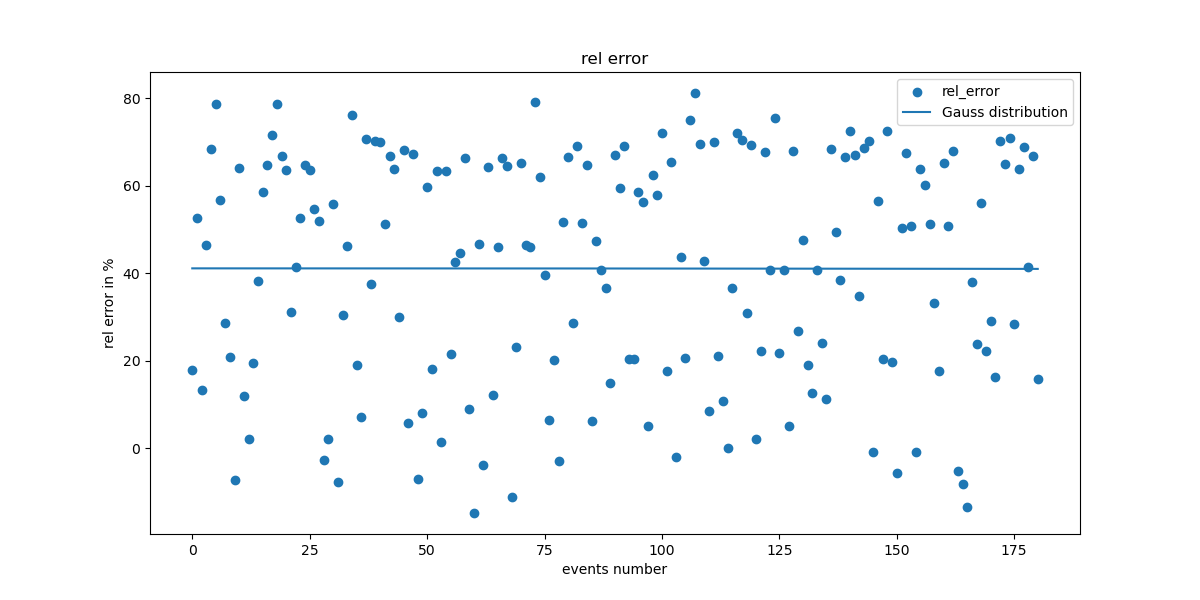 rel error
rel_error
Gauss distribution
rel error in %
80
60
40
20
0
0 25 50 75 100 125 150 175
events number